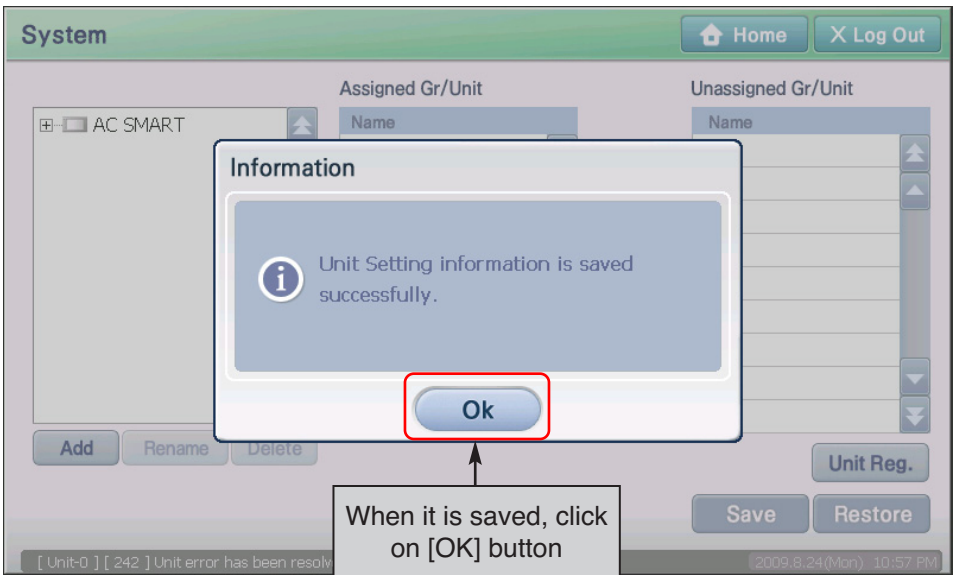 System
Home
X Log Out
Assigned Gr/Unit
Unassigned Gr/Unit
AC SMART
Name
Name
Information
Unit Setting information is saved
successfully.
Ok
Add
Rename
Delete
Unit Reg.
When it is saved, click
on [OK] button
Save
Restore
[ Unit-0 ] [ 242 ] Unit error has been
2009.8.24(Mon) 10:57 PM